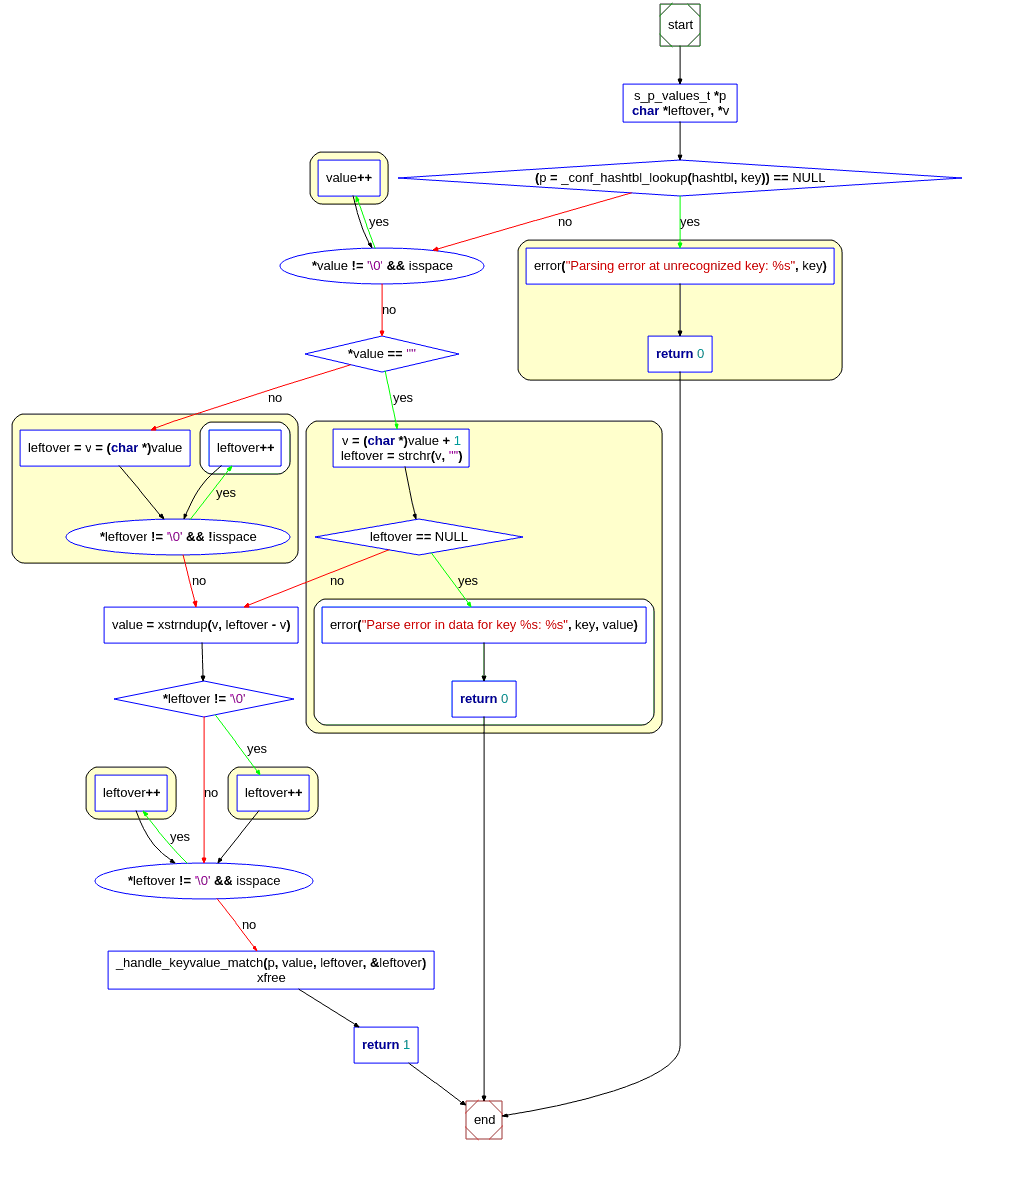 start
s_p_values_t *p
char *leftover, *v
(p = _conf_hashtbl_lookup(hashtbl, key)) == NULL
value++
yes
no
yes
*value != '\0' && isspace
error("Parsing error at unrecognized key: %s", key)
no
*value == '"'
return 0
no
yes
leftover = v = (char *)value
leftover++
v = (char *)value + 1
leftover = strchr(v, '"')
yes
*leftover != '\0' && !isspace
leftover == NULL
no
no
yes
value = xstrndup(v, leftover - v)
error("Parse error in data for key %s: %s", key, value)
*leftover != '\0'
return 0
yes
leftover++
no
leftover++
yes
*leftover != '\0' && isspace
no
_handle_keyvalue_match(p, value, leftover, &leftover)
xfree
return 1
end